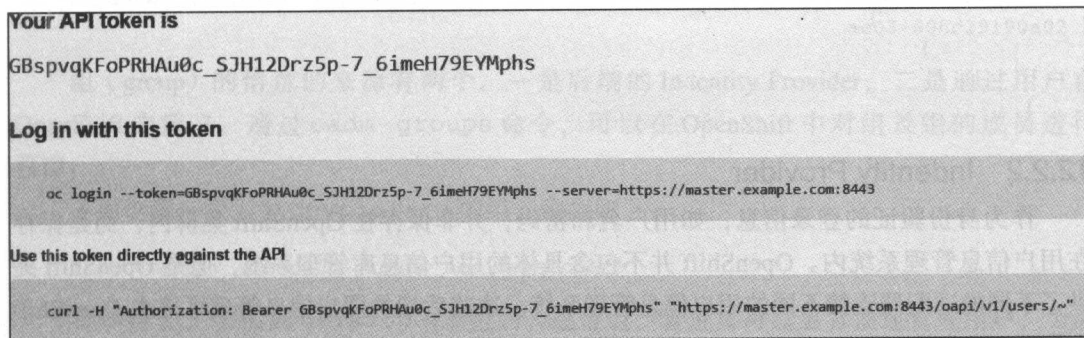 Your API token is
GBspvqKFoPRHAu0c_SJH12Drz5p-7_6imeH79EYMphs
Log in with this token
oc login --token=GBspvqKFoPRHAu0c_SJH12Drz5p-7_6imeH79EYMphs --server=https://master.example.com:8443
Use this token directly against the API
curl -H "Authorization: Bearer GBspvqKFoPRHAu0c_SJH12Drz5p-7_6imeH79EYMphs" "https://master.example.com:8443/oapi/v1/users/~"